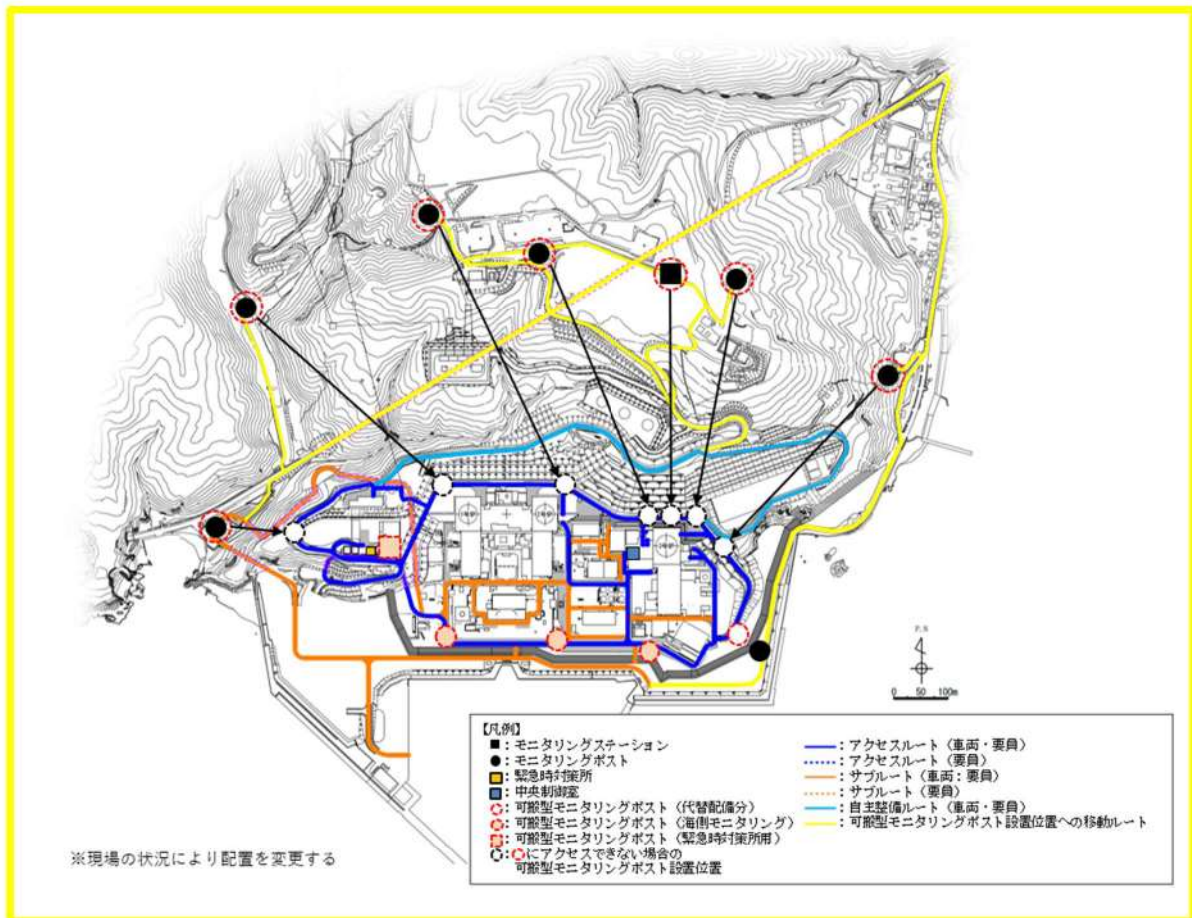 P.N
0 50 100m
【凡例】
■：モニタリングステーション
●：モニタリングポスト
：緊急時対策所
：中央制御室
：可搬型モニタリングポスト（代替配備分）
：可搬型モニタリングポスト（海側モニタリング）
：可搬型モニタリングポスト（緊急時対策所用）
：にアクセスできない場合の
可搬型モニタリングポスト設置位置
：アクセスルート（車両・要員）
：アクセスルート（要員）
：サブルート（車両：要員）
：サブルート（要員）
：自主整備ルート（車両・要員）
：可搬型モニタリングポスト設置位置への移動ルート
※現場の状況により配置を変更する